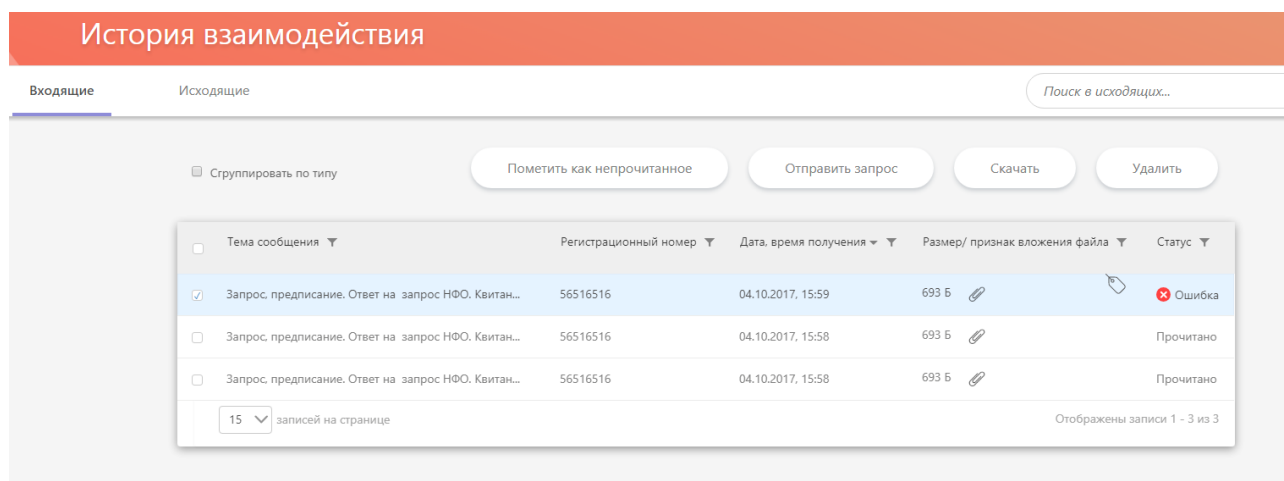 История взаимодействия
Входящие Исходящие Поиск в исходящих...
Сгруппировать по типу Пометить как непрочитанное Отправить запрос Скачать Удалить
Тема сообщения Регистрационный номер Дата, время получения Размер/ признак вложения файла Статус
Запрос, предписание. Ответ на запрос НФО. Квитан... 56516516 04.10.2017, 15:59 693 Б Ошибка
Запрос, предписание. Ответ на запрос НФО. Квитан... 56516516 04.10.2017, 15:58 693 Б Прочитано
Запрос, предписание. Ответ на запрос НФО. Квитан... 56516516 04.10.2017, 15:58 693 Б Прочитано
15 записей на странице Отображены записи 1 - 3 из 3